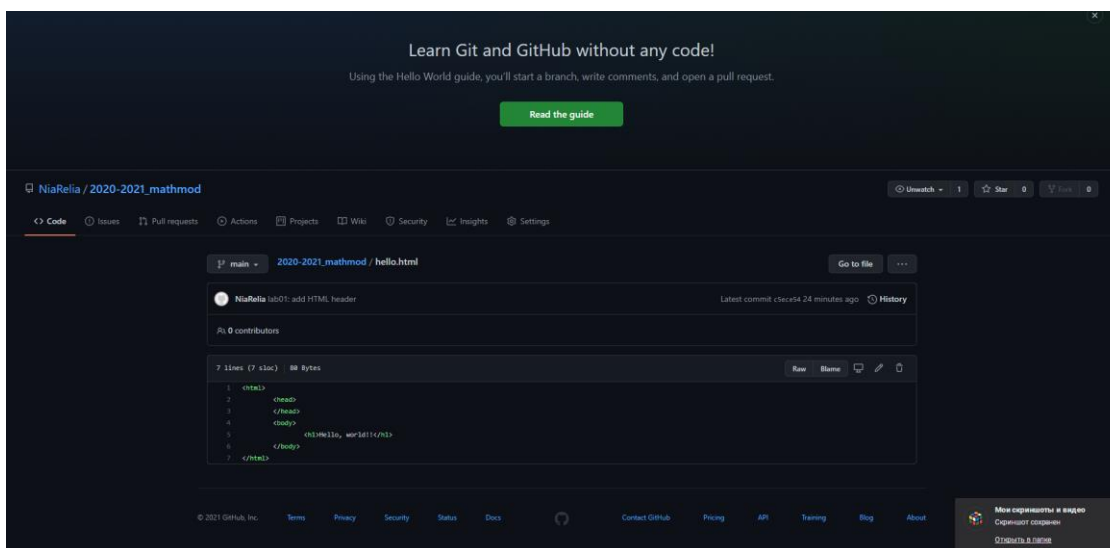 Learn Git and GitHub without any code!
Using the Hello World guide, you'll start a branch, write comments, and open a pull request.
Read the guide
NiaRelia / 2020-2021_mathmod
Unwatch 1 Star 0 Fork 0
<> Code Issues Pull requests Actions Projects Wiki Security Insights Settings
main 2020-2021_mathmod / hello.html Go to file ...
NiaRelia lab01: add HTML header Latest commit c5ece54 24 minutes ago History
0 contributors
7 lines (7 sloc) 80 Bytes Raw Blame
1 <html>
2 <head>
3 </head>
4 <body>
5 <h1>Hello, world!!</h1>
6 </body>
7 </html>
© 2021 GitHub, Inc. Terms Privacy Security Status Docs Contact GitHub Pricing API Training Blog About
Мои скриншоты и видео
Скриншот сохранен
Открыть в папке